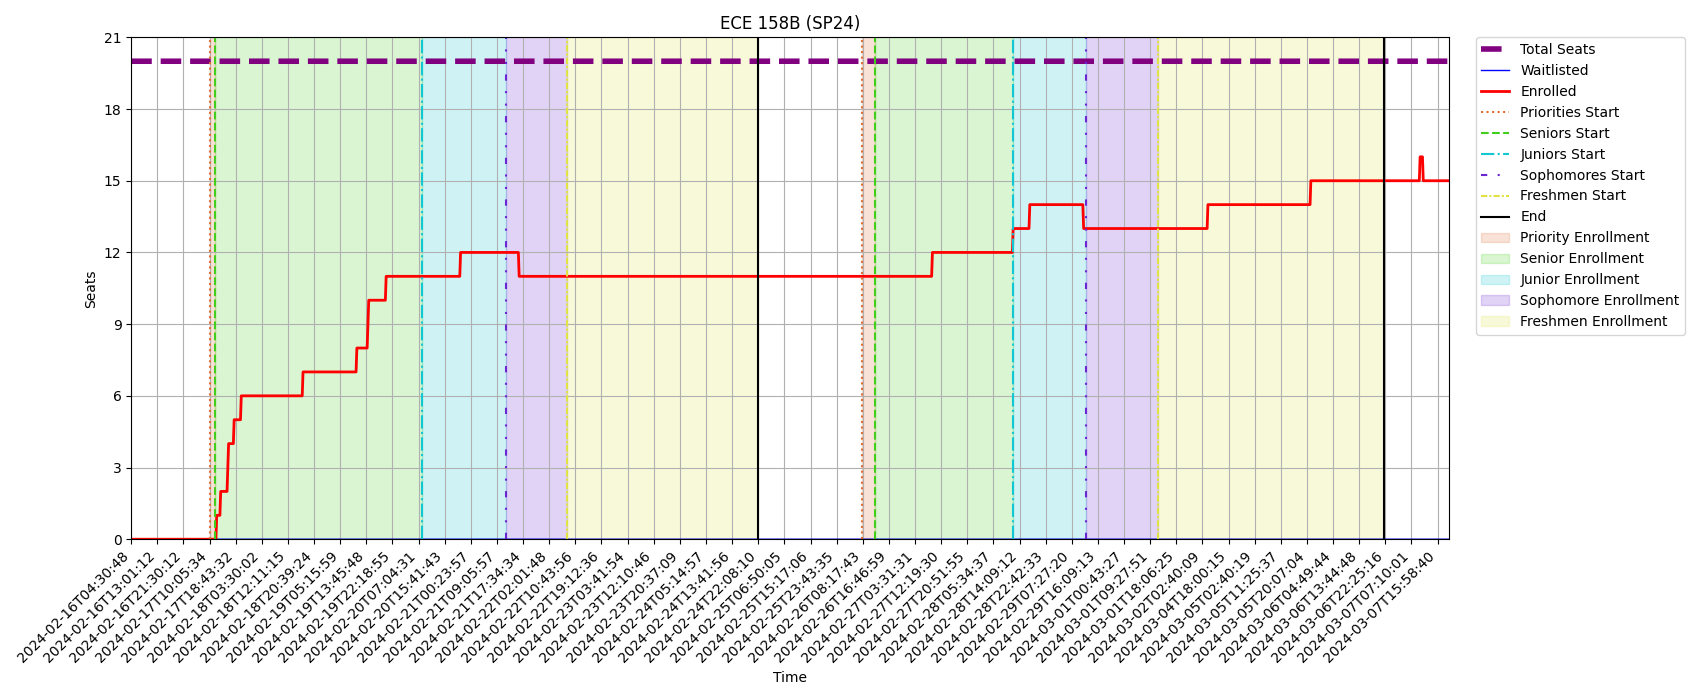 ECE 158B (SP24)
21
18
15
12
9
6
3
0
Seats
2024-02-16T04:30:48
2024-02-16T13:01:12
2024-02-16T21:30:12
2024-02-17T10:05:34
2024-02-17T18:43:32
2024-02-18T03:30:02
2024-02-18T12:11:15
2024-02-18T20:39:24
2024-02-19T05:15:59
2024-02-19T13:45:48
2024-02-19T22:18:55
2024-02-20T07:04:31
2024-02-20T15:41:43
2024-02-21T00:23:57
2024-02-21T09:05:57
2024-02-21T17:34:34
2024-02-22T02:01:48
2024-02-22T10:43:56
2024-02-22T19:12:36
2024-02-23T03:41:54
2024-02-23T12:10:46
2024-02-23T20:37:09
2024-02-24T05:14:57
2024-02-24T13:41:56
2024-02-24T22:08:10
2024-02-25T06:50:05
2024-02-25T15:17:06
2024-02-25T23:43:35
2024-02-26T08:17:43
2024-02-26T16:46:59
2024-02-27T03:31:31
2024-02-27T12:19:30
2024-02-27T20:51:55
2024-02-28T05:34:37
2024-02-28T14:09:12
2024-02-28T22:42:33
2024-02-29T07:27:20
2024-02-29T16:09:13
2024-03-01T00:43:27
2024-03-01T09:27:51
2024-03-01T18:06:25
2024-03-02T02:40:09
2024-03-04T18:00:15
2024-03-05T02:40:19
2024-03-05T11:25:37
2024-03-05T20:07:04
2024-03-06T04:49:44
2024-03-06T13:44:48
2024-03-06T22:25:16
2024-03-07T07:10:01
2024-03-07T15:58:40
Time
Total Seats
Waitlisted
Enrolled
Priorities Start
Seniors Start
Juniors Start
Sophomores Start
Freshmen Start
End
Priority Enrollment
Senior Enrollment
Junior Enrollment
Sophomore Enrollment
Freshmen Enrollment